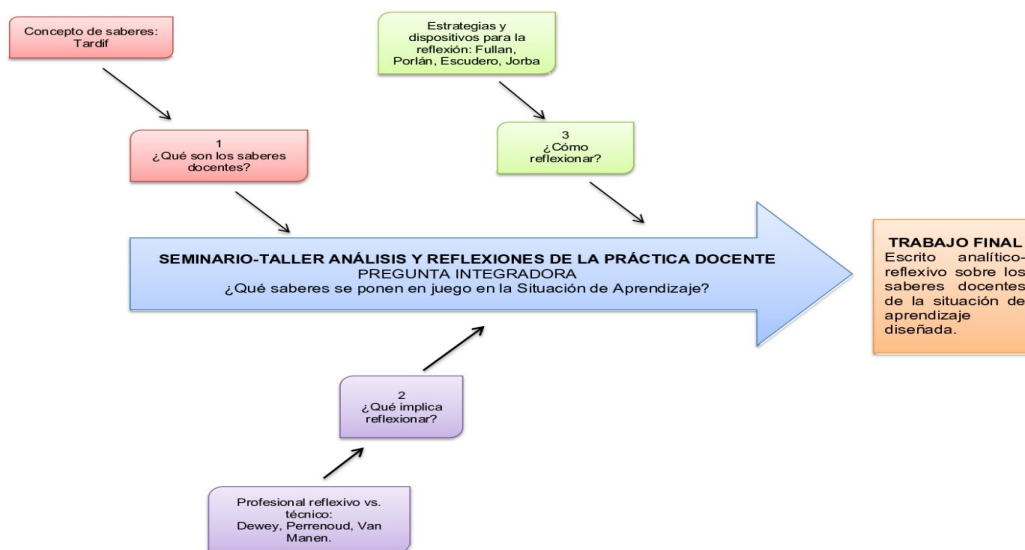 Concepto de saberes:
Tardif
Estrategias y
dispositivos para la
reflexión: Fullan,
Porlán, Escudero, Jorba
1
¿Qué son los saberes
docentes?
3
¿Cómo
reflexionar?
SEMINARIO-TALLER ANÁLISIS Y REFLEXIONES DE LA PRÁCTICA DOCENTE
PREGUNTA INTEGRADORA
¿Qué saberes se ponen en juego en la Situación de Aprendizaje?
TRABAJO FINAL
Escrito analítico-
reflexivo sobre los
saberes docentes
de la situación de
aprendizaje
diseñada.
2
¿Qué implica
reflexionar?
Profesional reflexivo vs.
técnico:
Dewey, Perrenoud, Van
Manen.